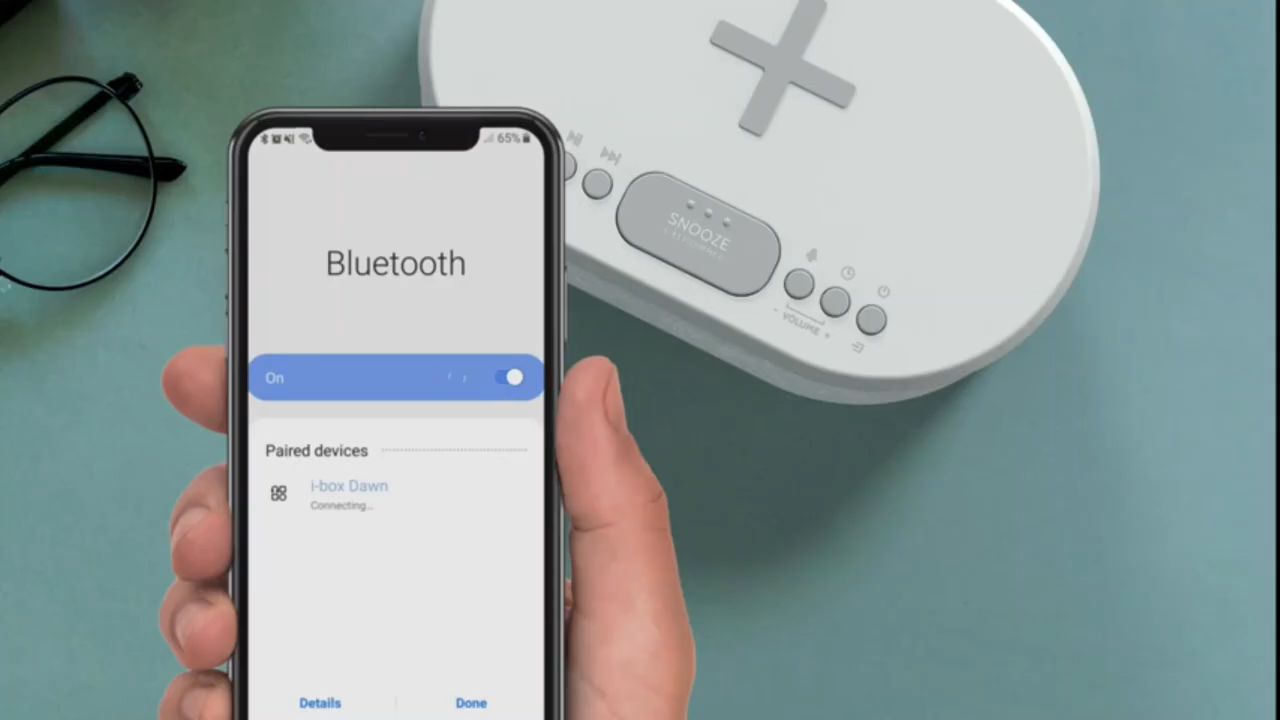 65%
Bluetooth
On
Paired devices
i-box Dawn
Connecting...
Details
Done
SNOOZE
- VOLUME +